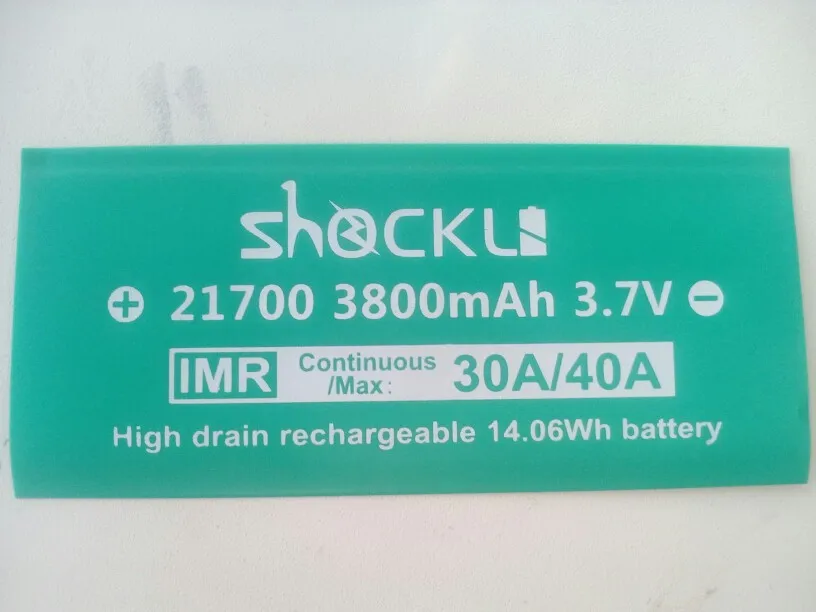 shOCKLI
+ 21700 3800mAh 3.7V −
IMR Continuous /Max: 30A/40A
High drain rechargeable 14.06Wh battery